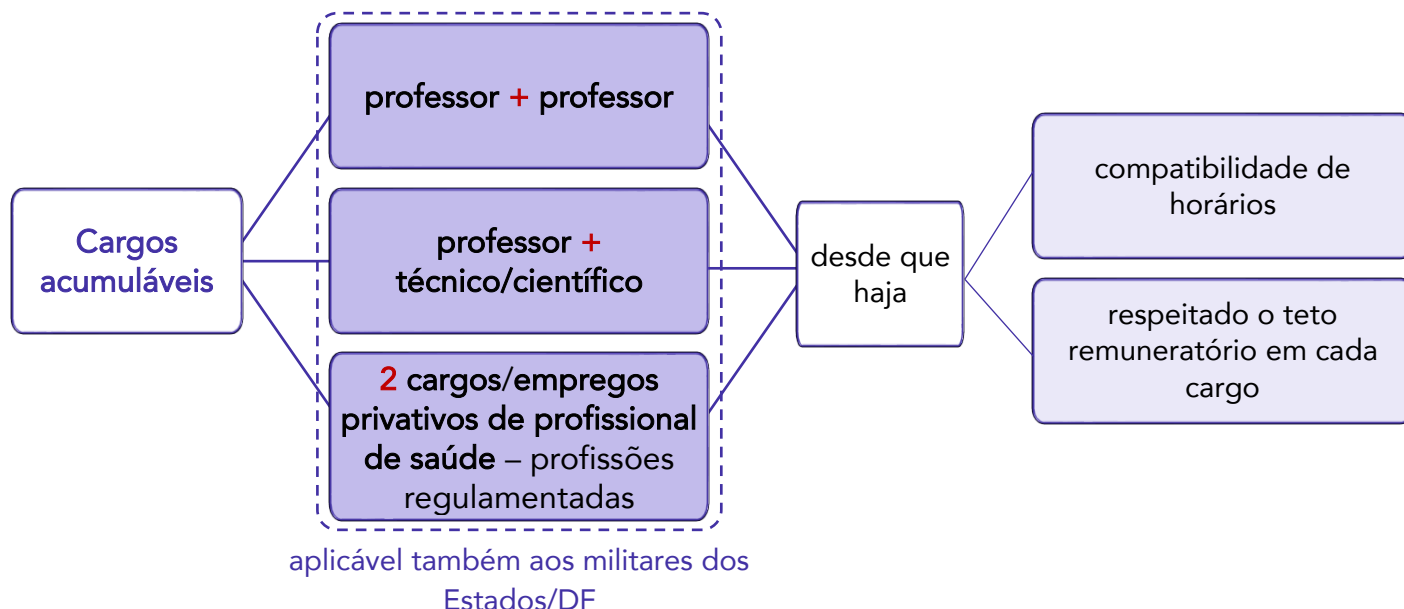 Cargos
acumuláveis
professor + professor
professor +
técnico/científico
2 cargos/empregos
privativos de profissional
de saúde – profissões
regulamentadas
aplicável também aos militares dos
Estados/DF
desde que
haja
compatibilidade de
horários
respeitado o teto
remuneratório em cada
cargo